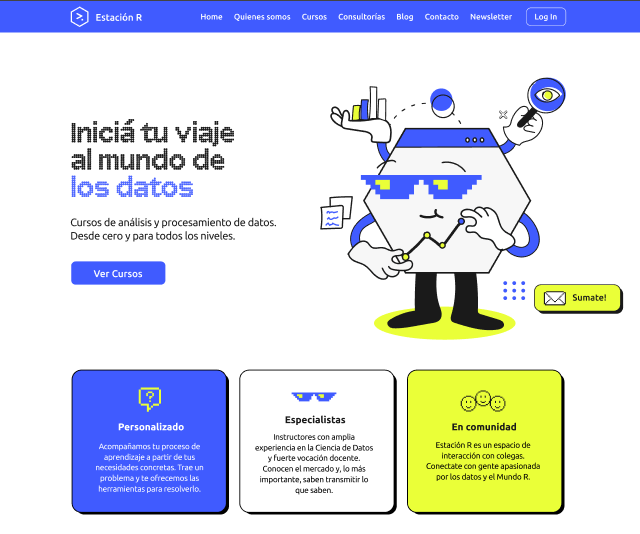 Estación R
Home Quienes somos Cursos Consultorías Blog Contacto Newsletter Log In
Iniciá tu viaje
al mundo de
los datos
Cursos de análisis y procesamiento de datos.
Desde cero y para todos los niveles.
Ver Cursos
Sumate!
Personalizado
Acompañamos tu proceso de
aprendizaje a partir de tus
necesidades concretas. Trae un
problema y te ofrecemos las
herramientas para resolverlo.
Especialistas
Instructores con amplia
experiencia en la Ciencia de Datos
y fuerte vocación docente.
Conocen el mercado y, lo más
importante, saben transmitir lo
que saben.
En comunidad
Estación R es un espacio de
interacción con colegas.
Conectate con gente apasionada
por los datos y el Mundo R.